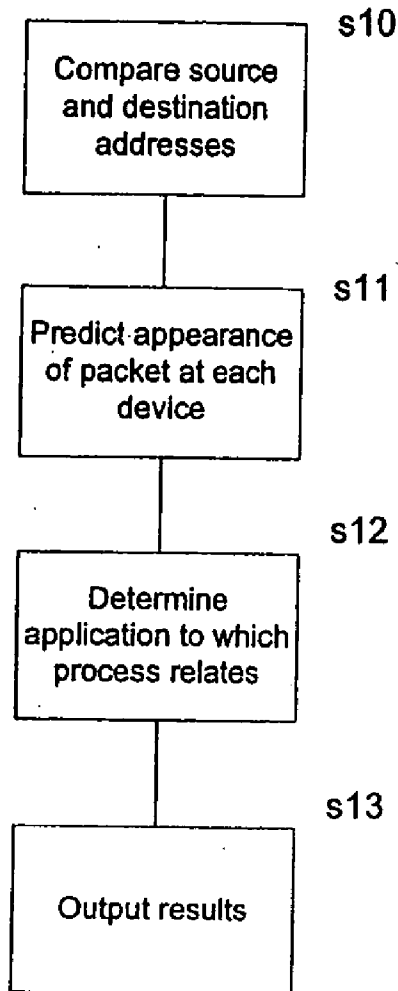 s10
Compare source
and destination
addresses
s11
Predict appearance
of packet at each
device
s12
Determine
application to which
process relates
s13
Output results